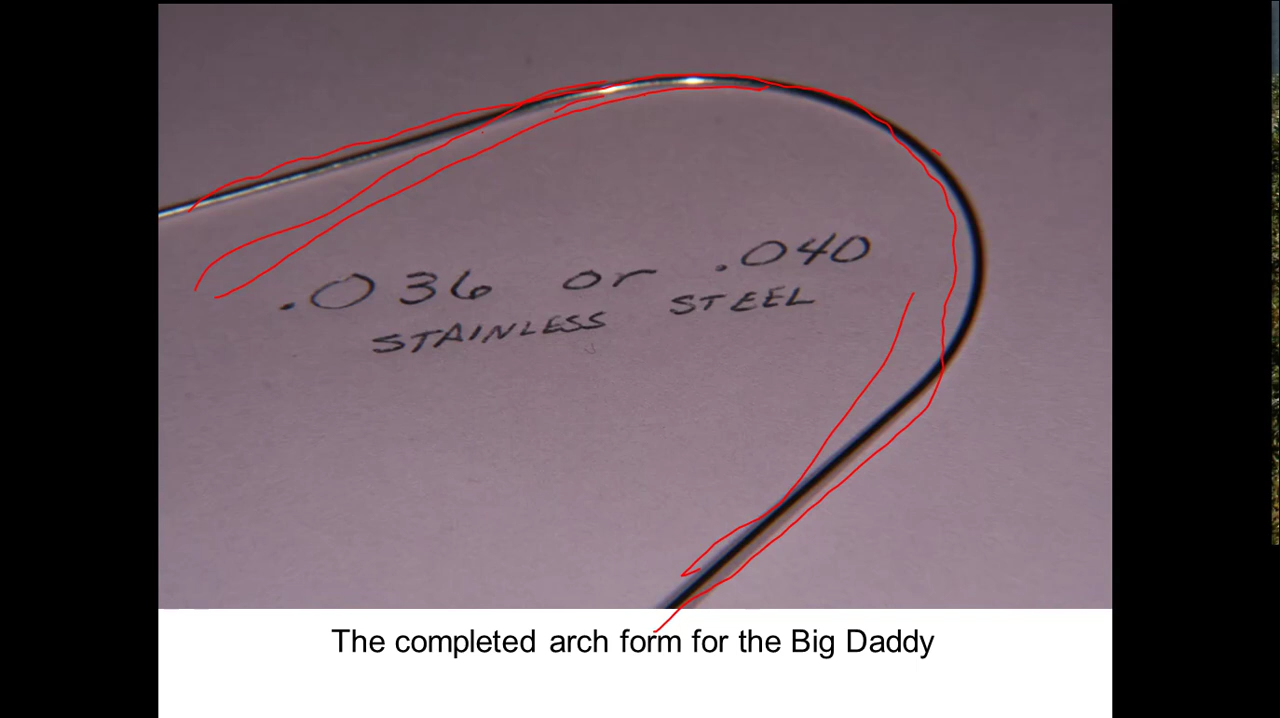 .036 or .040
STAINLESS STEEL
The completed arch form for the Big Daddy